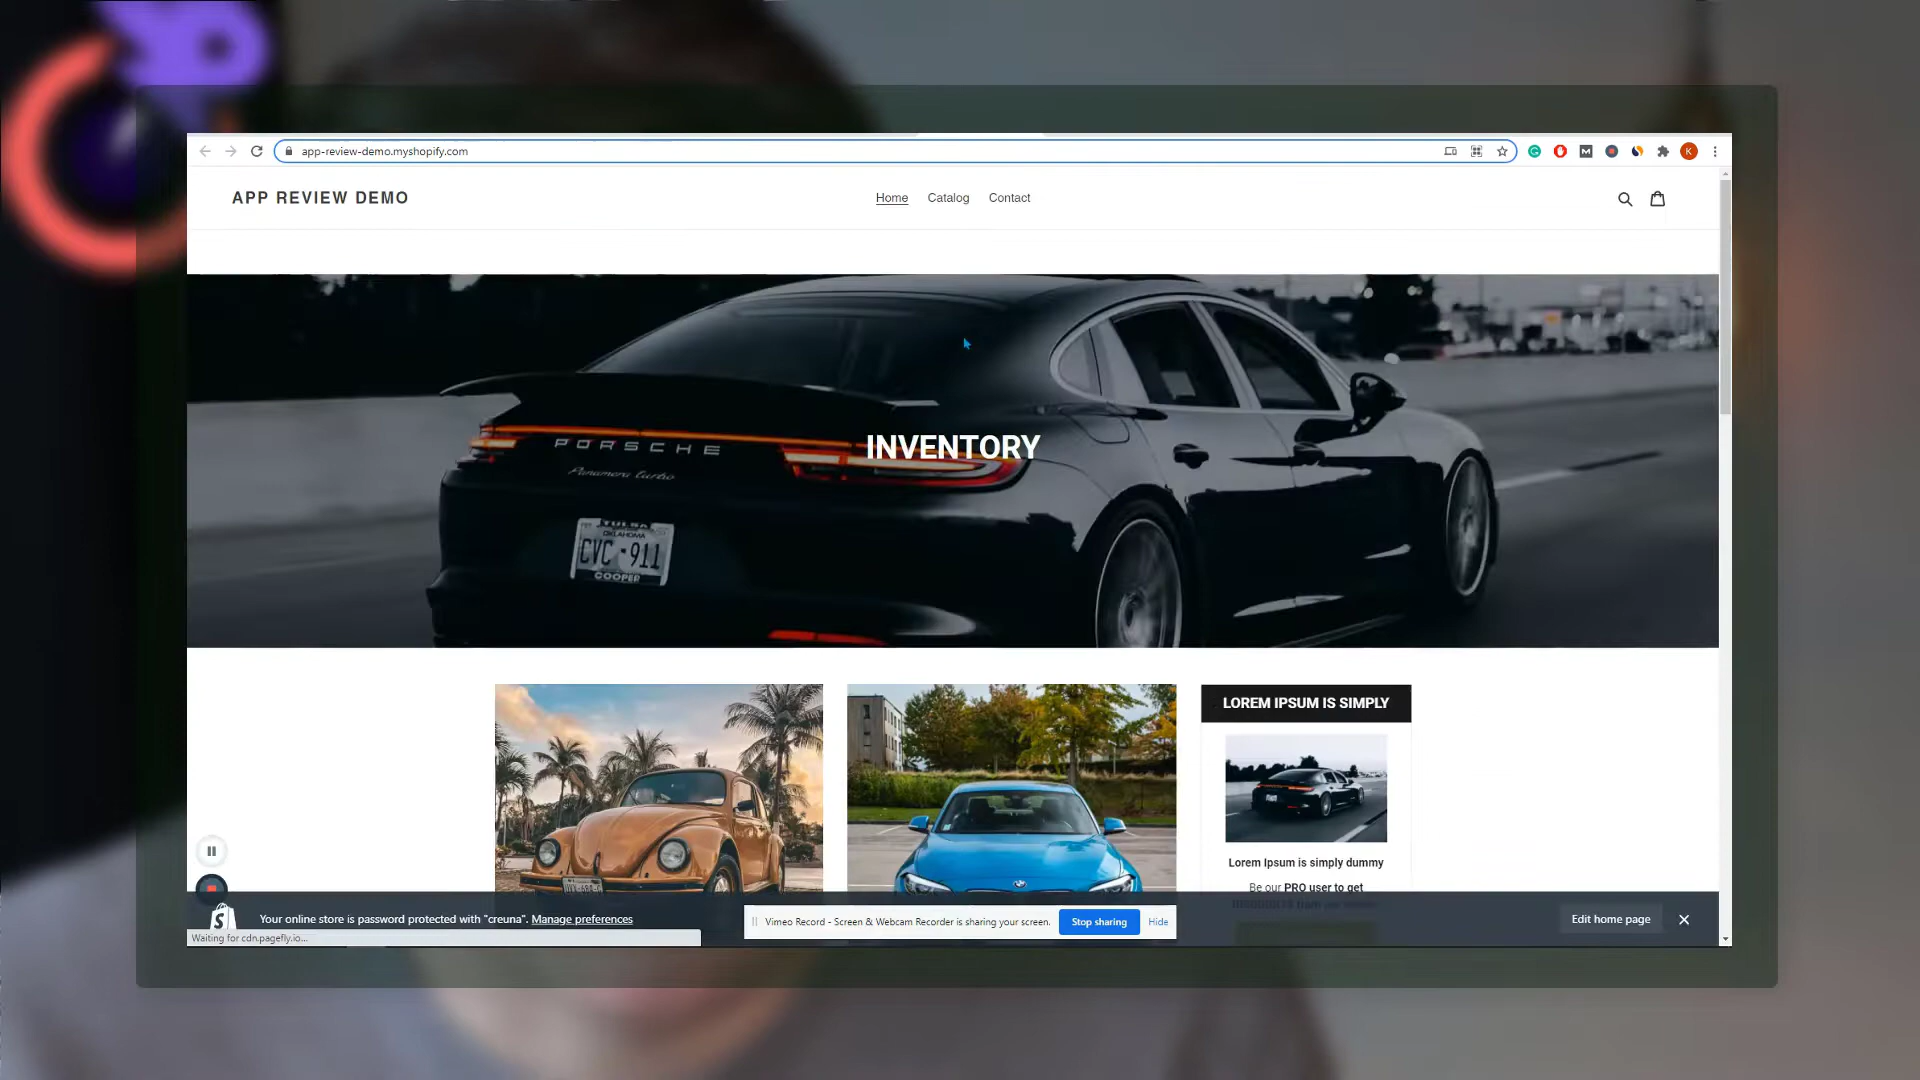 app-review-demo.myshopify.com
K
APP REVIEW DEMO
Home Catalog Contact
INVENTORY
PORSCHE
Panamera turbo
OKLAHOMA
CVC-911
COOPER
LOREM IPSUM IS SIMPLY
Lorem Ipsum is simply dummy
Be our PRO user to get
Your online store is password protected with "creuna". Manage preferences
Vimeo Record - Screen & Webcam Recorder is sharing your screen. Stop sharing Hide
Edit home page
Waiting for cdn.pagefly.io...